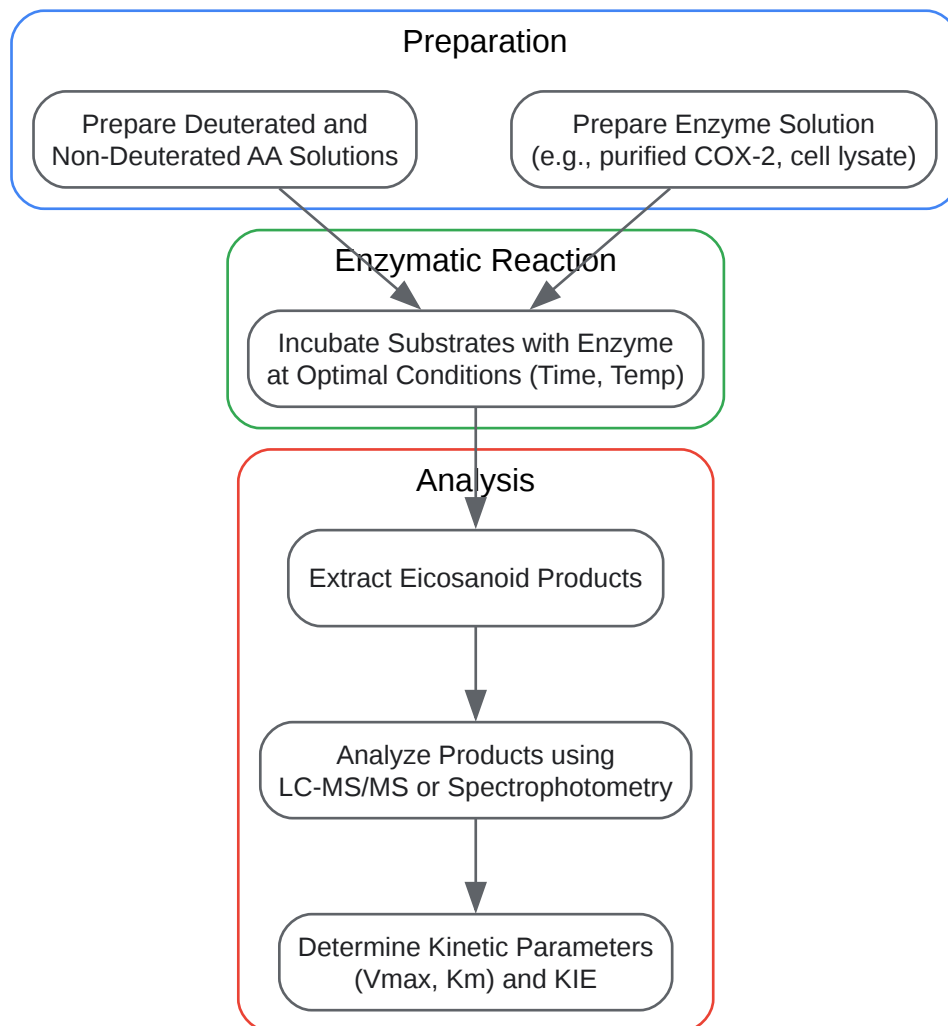 Preparation
Prepare Deuterated and
Non-Deuterated AA Solutions
Prepare Enzyme Solution
(e.g., purified COX-2, cell lysate)
Enzymatic Reaction
Incubate Substrates with Enzyme
at Optimal Conditions (Time, Temp)
Analysis
Extract Eicosanoid Products
Analyze Products using
LC-MS/MS or Spectrophotometry
Determine Kinetic Parameters
(Vmax, Km) and KIE